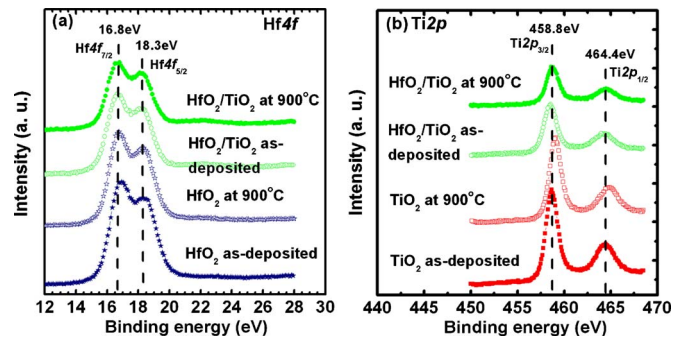 (a)
Hf4f
16.8eV
Hf4f7/2
18.3eV
Hf4f5/2
HfO2/TiO2 at 900°C
HfO2/TiO2 as-
deposited
HfO2 at 900°C
HfO2 as-deposited
Intensity (a. u.)
12 14 16 18 20 22 24 26 28 30
Binding energy (eV)
(b) Ti2p
458.8eV
Ti2p3/2
464.4eV
Ti2p1/2
HfO2/TiO2 at 900°C
HfO2/TiO2 as-
deposited
TiO2 at 900°C
TiO2 as-deposited
Intensity (a. u.)
440 445 450 455 460 465 470
Binding energy (eV)